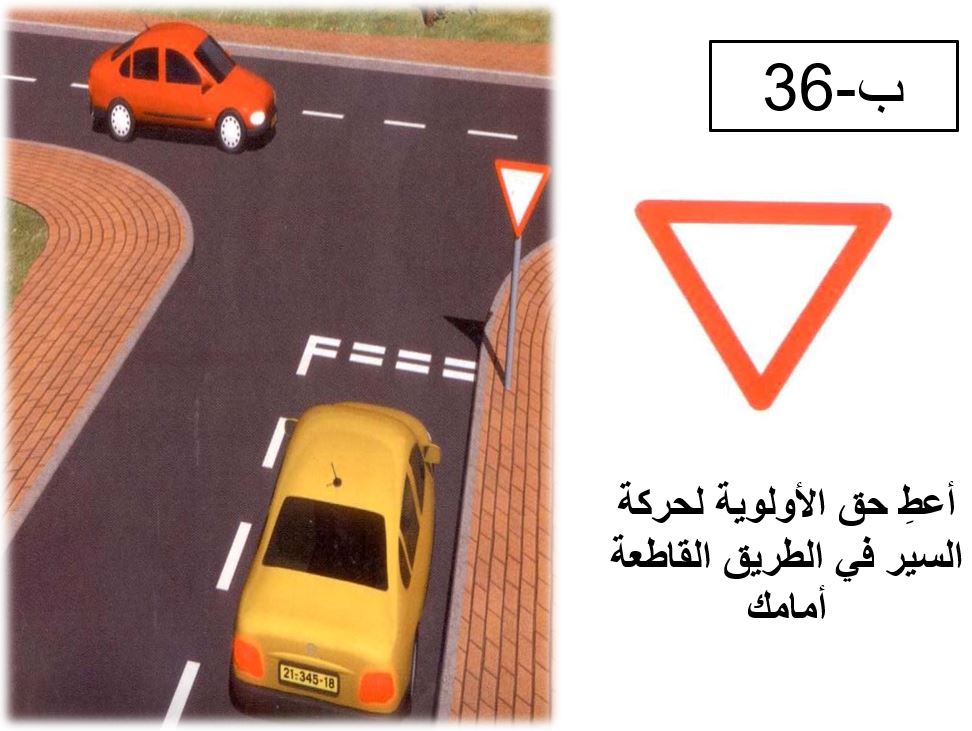 ب-36
أعطِ حق الأولوية لحركة
السير في الطريق القاطعة
أمامك
21-345-18